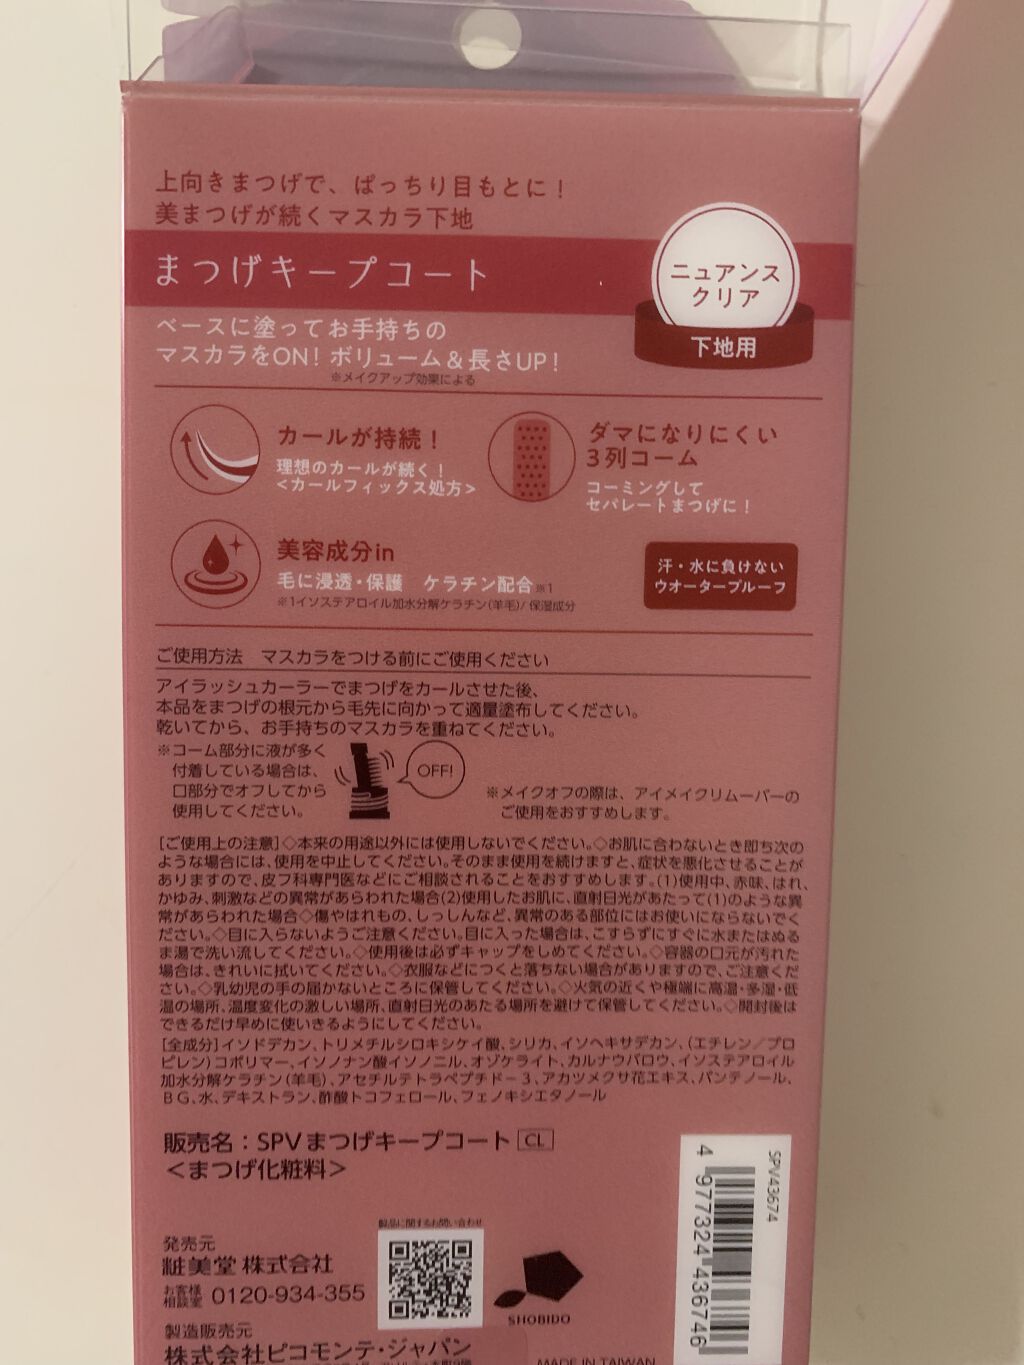 上向きまつげで、ぱっちり目もとに！
美まつげが続くマスカラ下地
まつげキープコート
ニュアンス
クリア
下地用
ベースに塗ってお手持ちの
マスカラをON！ボリューム＆長さUP！
※メイクアップ効果による
カールが持続！
理想のカールが続く！
<カールフィックス処方>
ダマになりにくい
3列コーム
コーミングして
セパレートまつげに！
美容成分in
毛に浸透・保護　ケラチン配合※1
※1イソステアロイル加水分解ケラチン(羊毛)/保湿成分
汗・水に負けない
ウオータープルーフ
ご使用方法　マスカラをつける前にご使用ください
アイラッシュカーラーでまつげをカールさせた後、
本品をまつげの根元から毛先に向かって適量塗布してください。
乾いてから、お手持ちのマスカラを重ねてください。
※コーム部分に液が多く
付着している場合は、
口部分でオフしてから
使用してください。
OFF!
※メイクオフの際は、アイメイクリムーバーの
ご使用をおすすめします。
[ご使用上の注意]◇本来の用途以外には使用しないでください。◇お肌に合わないとき即ち次の
ような場合には、使用を中止してください。そのまま使用を続けますと、症状を悪化させることが
ありますので、皮フ科専門医などにご相談されることをおすすめします。(1)使用中、赤味、はれ、
かゆみ、刺激などの異常があらわれた場合(2)使用したお肌に、直射日光があたって(1)のような異
常があらわれた場合◇傷やはれもの、しっしんなど、異常のある部位にはお使いにならないでく
ださい。◇目に入らないようご注意ください。目に入った場合は、こすらずにすぐに水またはぬる
ま湯で洗い流してください。◇使用後は必ずキャップをしめてください。◇容器の口元が汚れた
場合は、きれいに拭いてください。◇衣服などにつくと落ちない場合がありますので、ご注意くだ
さい。◇乳幼児の手の届かないところに保管してください。◇火気の近くや極端に高温・多湿・低
温の場所、温度変化の激しい場所、直射日光のあたる場所を避けて保管してください。◇開封後は
できるだけ早めに使いきるようにしてください。
[全成分]イソドデカン、トリメチルシロキシケイ酸、シリカ、イソヘキサデカン、(エチレン／プロ
ピレン)コポリマー、イソノナン酸イソノニル、オゾケライト、カルナウバロウ、イソステアロイル
加水分解ケラチン(羊毛)、アセチルテトラペプチド－3、アカツメクサ花エキス、パンテノール、
BG、水、デキストラン、酢酸トコフェロール、フェノキシエタノール
販売名：SPVまつげキープコート CL
＜まつげ化粧料＞
SPV43674
4 977324 436746
製品に関するお問い合わせ
発売元
粧美堂 株式会社
お客様
相談室 0120-934-355
SHOBIDO
製造販売元
株式会社ピコモンテ・ジャパン
MADE IN TAIWAN